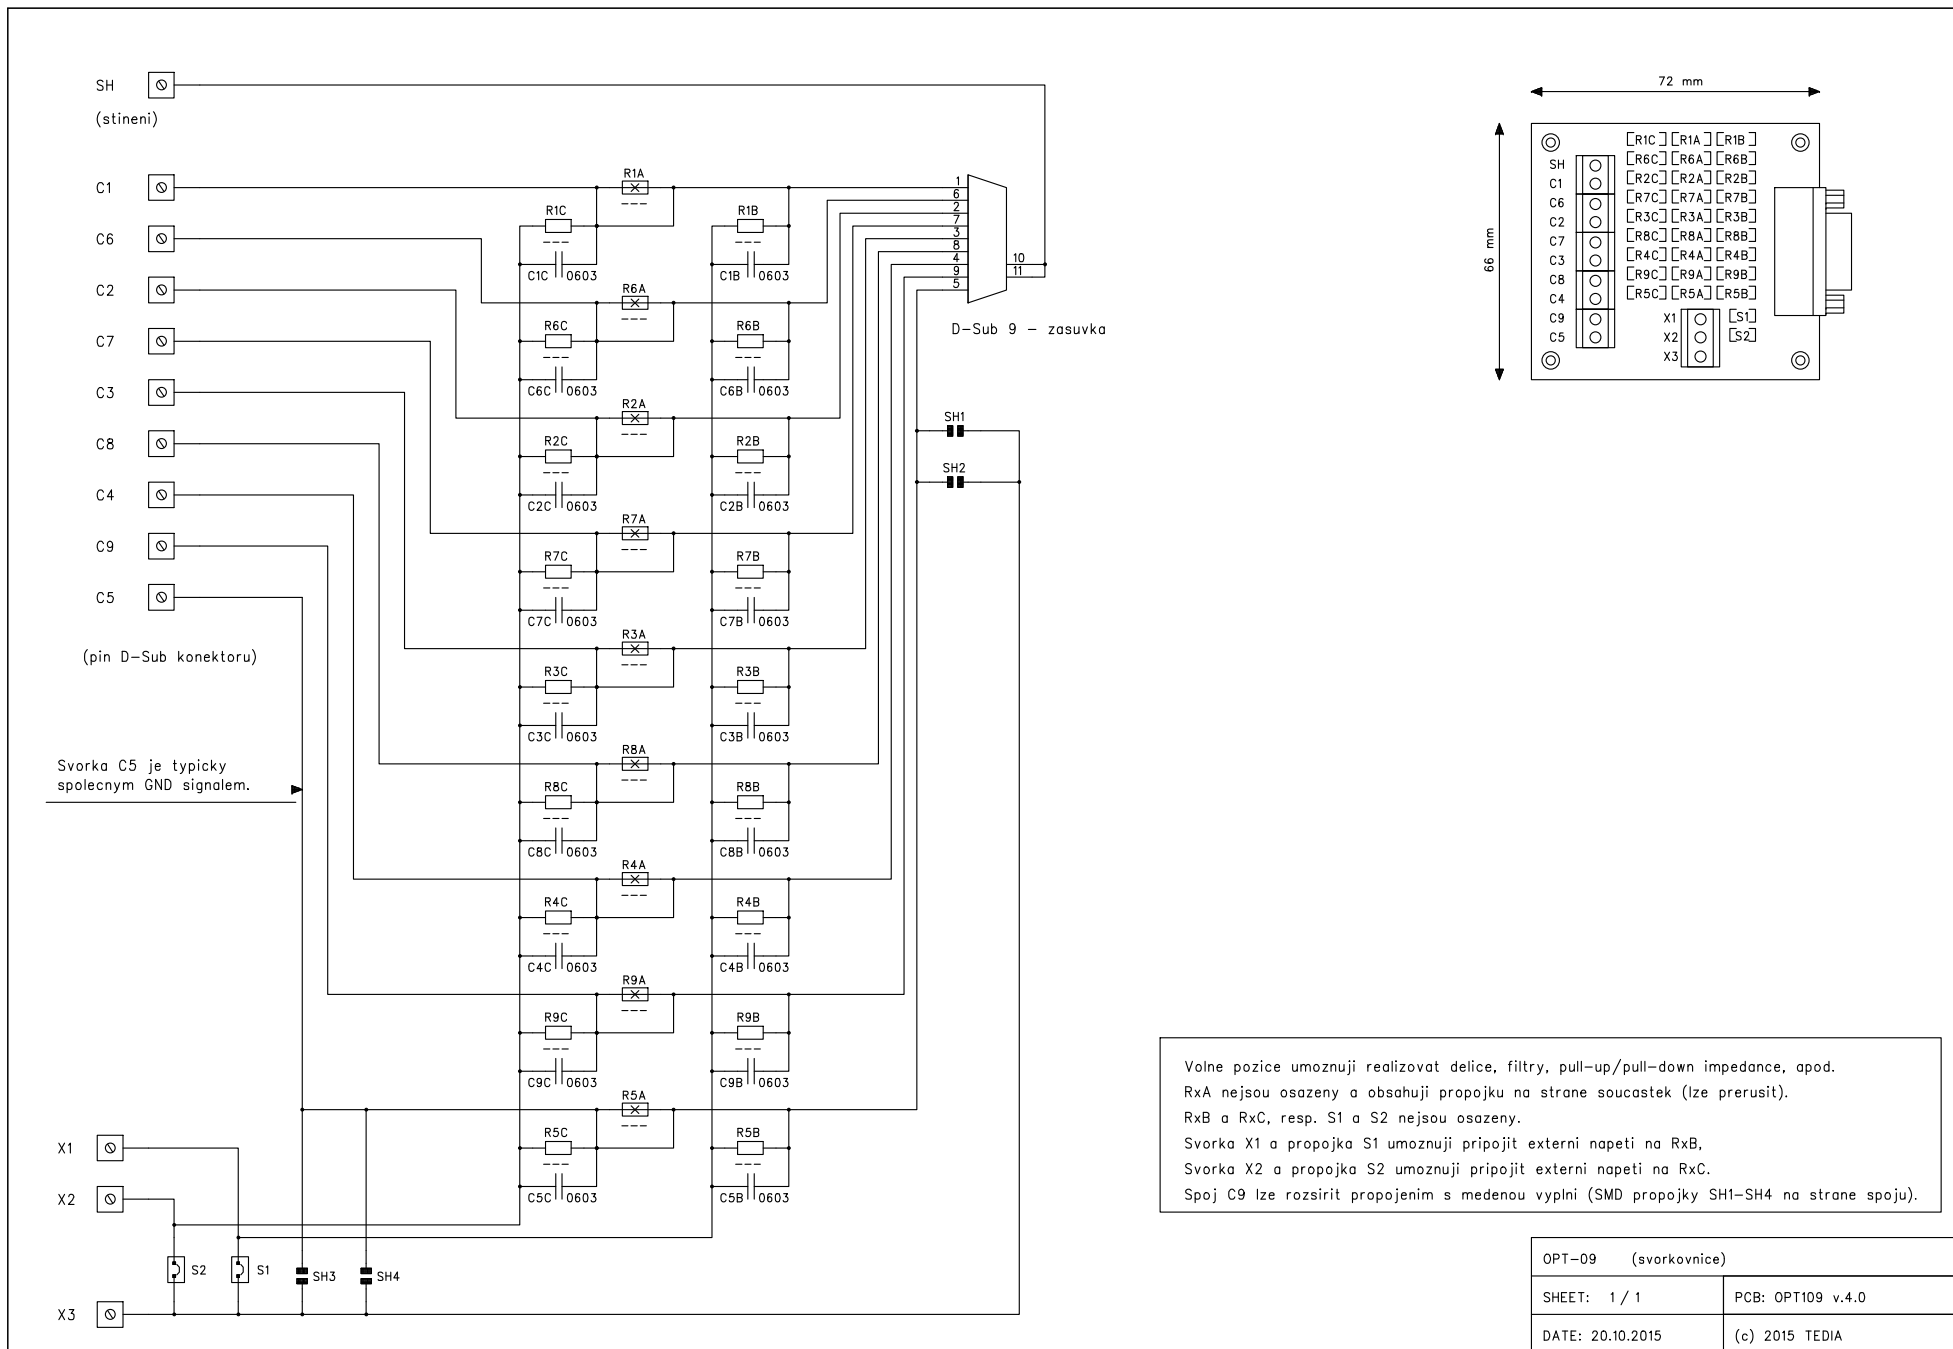 SH
(stineni)
C1
C6
C2
C7
C3
C8
C4
C9
C5
(pin D-Sub konektoru)
Svorka C5 je typicky
spolecnym GND signalem.
X1
X2
X3
S2
S1
SH3
SH4
R1A
R1C
R1B
C1C 0603
C1B 0603
R6A
R6C
R6B
C6C 0603
C6B 0603
R2A
R2C
R2B
C2C 0603
C2B 0603
R7A
R7C
R7B
C7C 0603
C7B 0603
R3A
R3C
R3B
C3C 0603
C3B 0603
R8A
R8C
R8B
C8C 0603
C8B 0603
R4A
R4C
R4B
C4C 0603
C4B 0603
R9A
R9C
R9B
C9C 0603
C9B 0603
R5A
R5C
R5B
C5C 0603
C5B 0603
1
6
2
7
3
8
4
9
5
10
11
D-Sub 9 - zasuvka
SH1
SH2
72 mm
66 mm
SH
C1
C6
C2
C7
C3
C8
C4
C9
C5
R1C R1A R1B
R6C R6A R6B
R2C R2A R2B
R7C R7A R7B
R3C R3A R3B
R8C R8A R8B
R4C R4A R4B
R9C R9A R9B
R5C R5A R5B
X1 S1
X2 S2
X3
Volne pozice umoznuji realizovat delice, filtry, pull-up/pull-down impedance, apod.
RxA nejsou osazeny a obsahuji propojku na strane soucastek (lze prerusit).
RxB a RxC, resp. S1 a S2 nejsou osazeny.
Svorka X1 a propojka S1 umoznuji pripojit externi napeti na RxB,
Svorka X2 a propojka S2 umoznuji pripojit externi napeti na RxC.
Spoj C9 lze rozsirit propojenim s medenou vyplni (SMD propojky SH1-SH4 na strane spoju).
OPT-09 (svorkovnice)
SHEET: 1 / 1
PCB: OPT109 v.4.0
DATE: 20.10.2015
(c) 2015 TEDIA